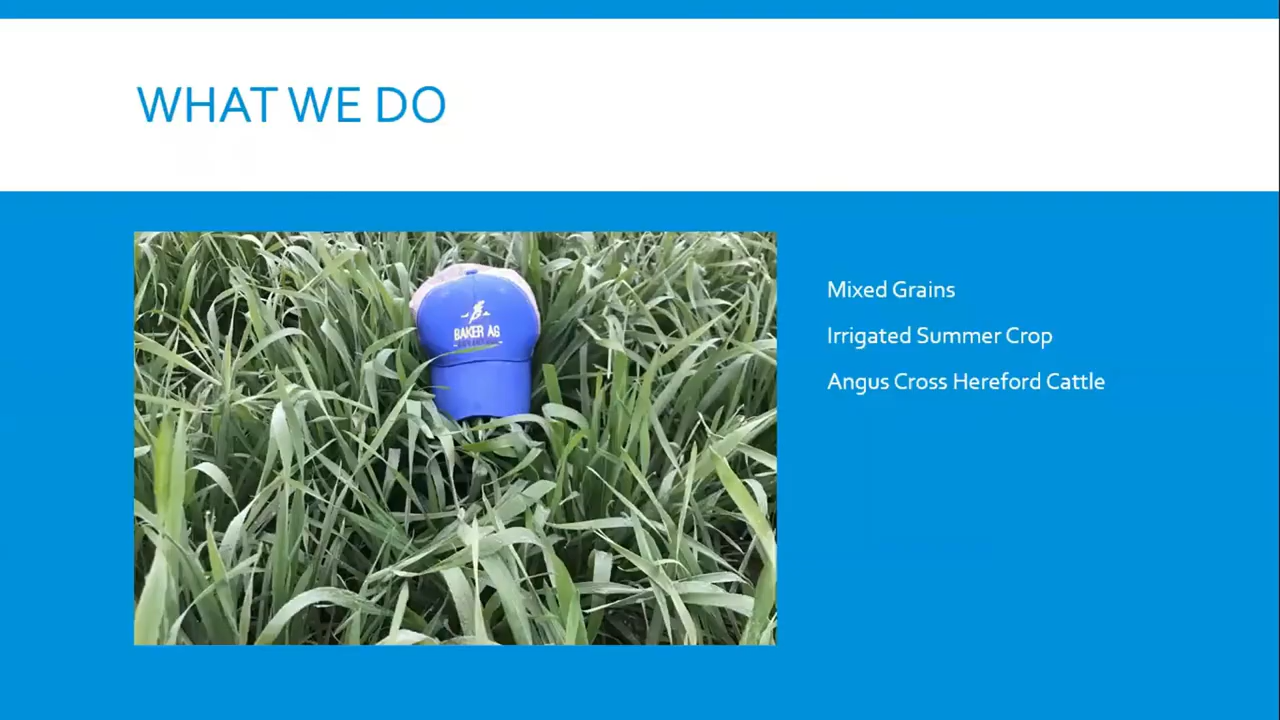 WHAT WE DO
BAKER AG
Mixed Grains
Irrigated Summer Crop
Angus Cross Hereford Cattle